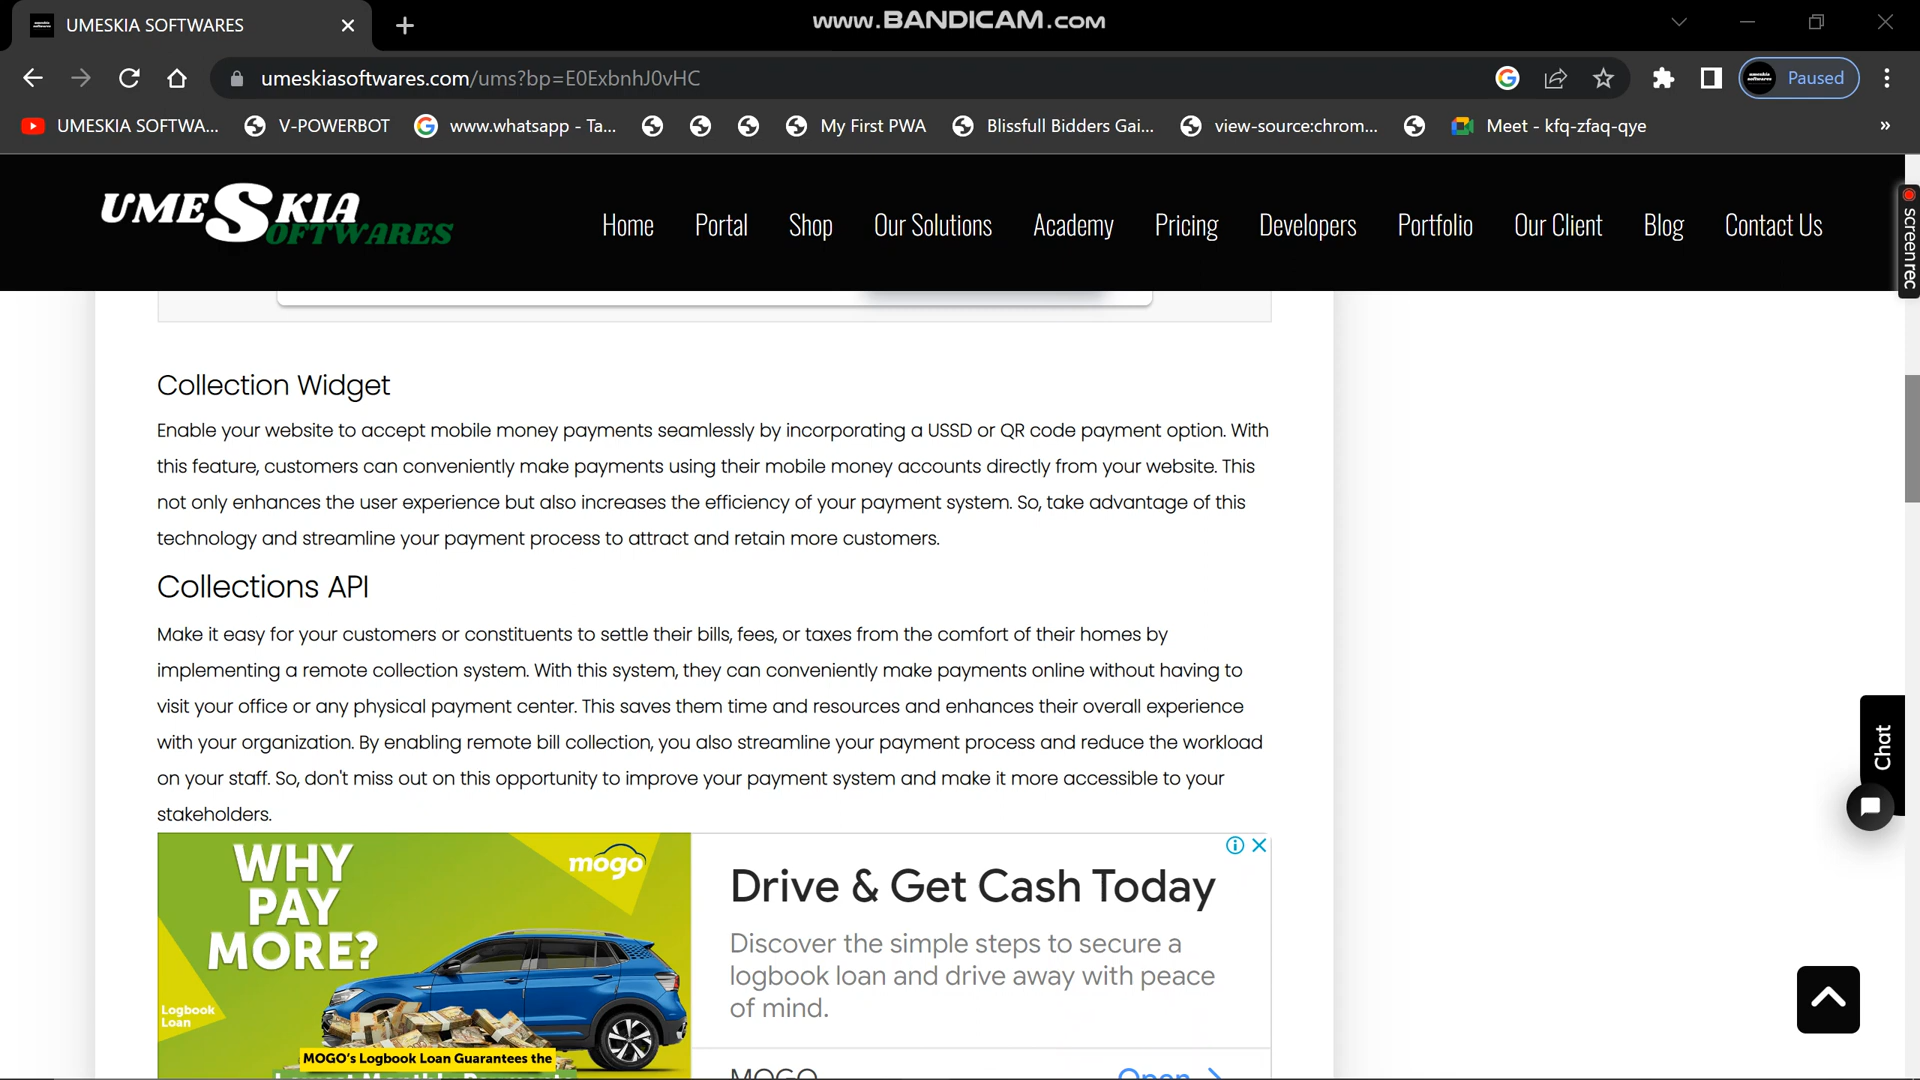 UMESKIA SOFTWARES
www.BANDICAM.com
umeskiasoftwares.com/ums?bp=E0ExbnhJ0vHC
Paused
UMESKIA SOFTWA...
V-POWERBOT
www.whatsapp - Ta...
My First PWA
Blissfull Bidders Gai...
view-source:chrom...
Meet - kfq-zfaq-qye
»
UMESKIA
SOFTWARES
Home
Portal
Shop
Our Solutions
Academy
Pricing
Developers
Portfolio
Our Client
Blog
Contact Us
screenrec
Collection Widget
Enable your website to accept mobile money payments seamlessly by incorporating a USSD or QR code payment option. With
this feature, customers can conveniently make payments using their mobile money accounts directly from your website. This
not only enhances the user experience but also increases the efficiency of your payment system. So, take advantage of this
technology and streamline your payment process to attract and retain more customers.
Collections API
Make it easy for your customers or constituents to settle their bills, fees, or taxes from the comfort of their homes by
implementing a remote collection system. With this system, they can conveniently make payments online without having to
visit your office or any physical payment center. This saves them time and resources and enhances their overall experience
with your organization. By enabling remote bill collection, you also streamline your payment process and reduce the workload
on your staff. So, don't miss out on this opportunity to improve your payment system and make it more accessible to your
stakeholders.
Chat
WHY
PAY
MORE?
mogo
Logbook
Loan
MOGO's Logbook Loan Guarantees the
Lowest Monthly Payments
Drive & Get Cash Today
Discover the simple steps to secure a
logbook loan and drive away with peace
of mind.
MOGO
Open